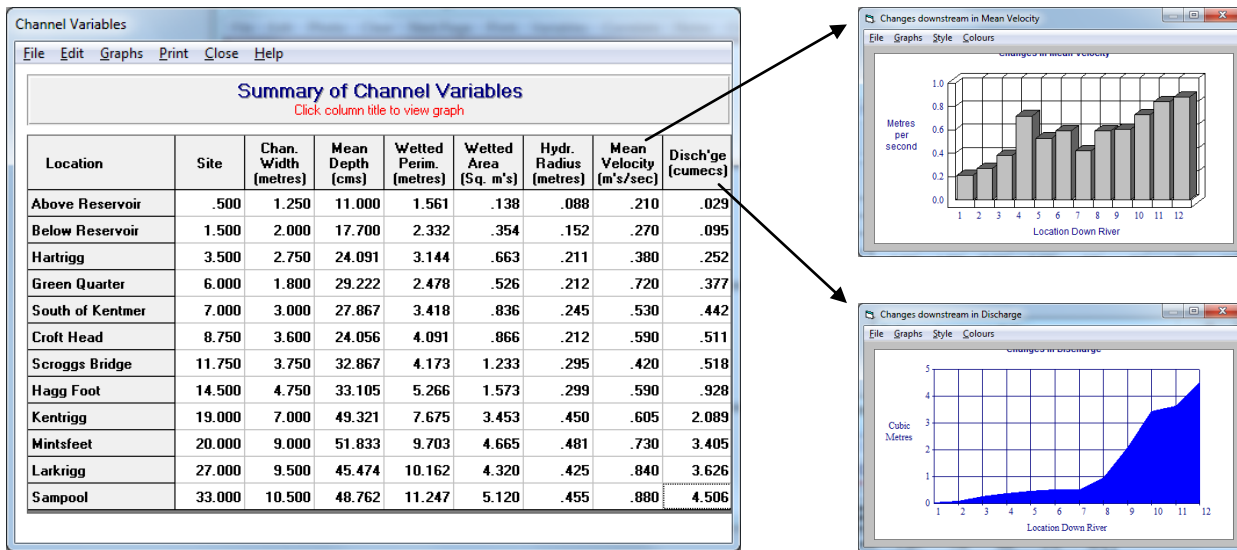 Channel Variables
File Edit Graphs Print Close Help
Summary of Channel Variables
Click column title to view graph
Location Site Chan. Width (metres) Mean Depth (cms) Wetted Perim. (metres) Wetted Area (Sq. m's) Hydr. Radius (metres) Mean Velocity (m's/sec) Disch'ge (cumecs)
Above Reservoir .500 1.250 11.000 1.561 .138 .088 .210 .029
Below Reservoir 1.500 2.000 17.700 2.332 .354 .152 .270 .095
Hartrigg 3.500 2.750 24.091 3.144 .663 .211 .380 .252
Green Quarter 6.000 1.800 29.222 2.478 .526 .212 .720 .377
South of Kentmer 7.000 3.000 27.867 3.418 .836 .245 .530 .442
Croft Head 8.750 3.600 24.056 4.091 .866 .212 .590 .511
Scroggs Bridge 11.750 3.750 32.867 4.173 1.233 .295 .420 .518
Hagg Foot 14.500 4.750 33.105 5.266 1.573 .299 .590 .928
Kentrigg 19.000 7.000 49.321 7.675 3.453 .450 .605 2.089
Mintsfeet 20.000 9.000 51.833 9.703 4.665 .481 .730 3.405
Larkrigg 27.000 9.500 45.474 10.162 4.320 .425 .840 3.626
Sampool 33.000 10.500 48.762 11.247 5.120 .455 .880 4.506
Changes downstream in Mean Velocity
File Graphs Style Colours
Changes in Mean Velocity
1.0
0.8
0.6
0.4
0.2
0.0
Metres
per
second
1 2 3 4 5 6 7 8 9 10 11 12
Location Down River
Changes downstream in Discharge
File Graphs Style Colours
Changes in Discharge
5
4
3
2
1
0
Cubic
Metres
1 2 3 4 5 6 7 8 9 10 11 12
Location Down River